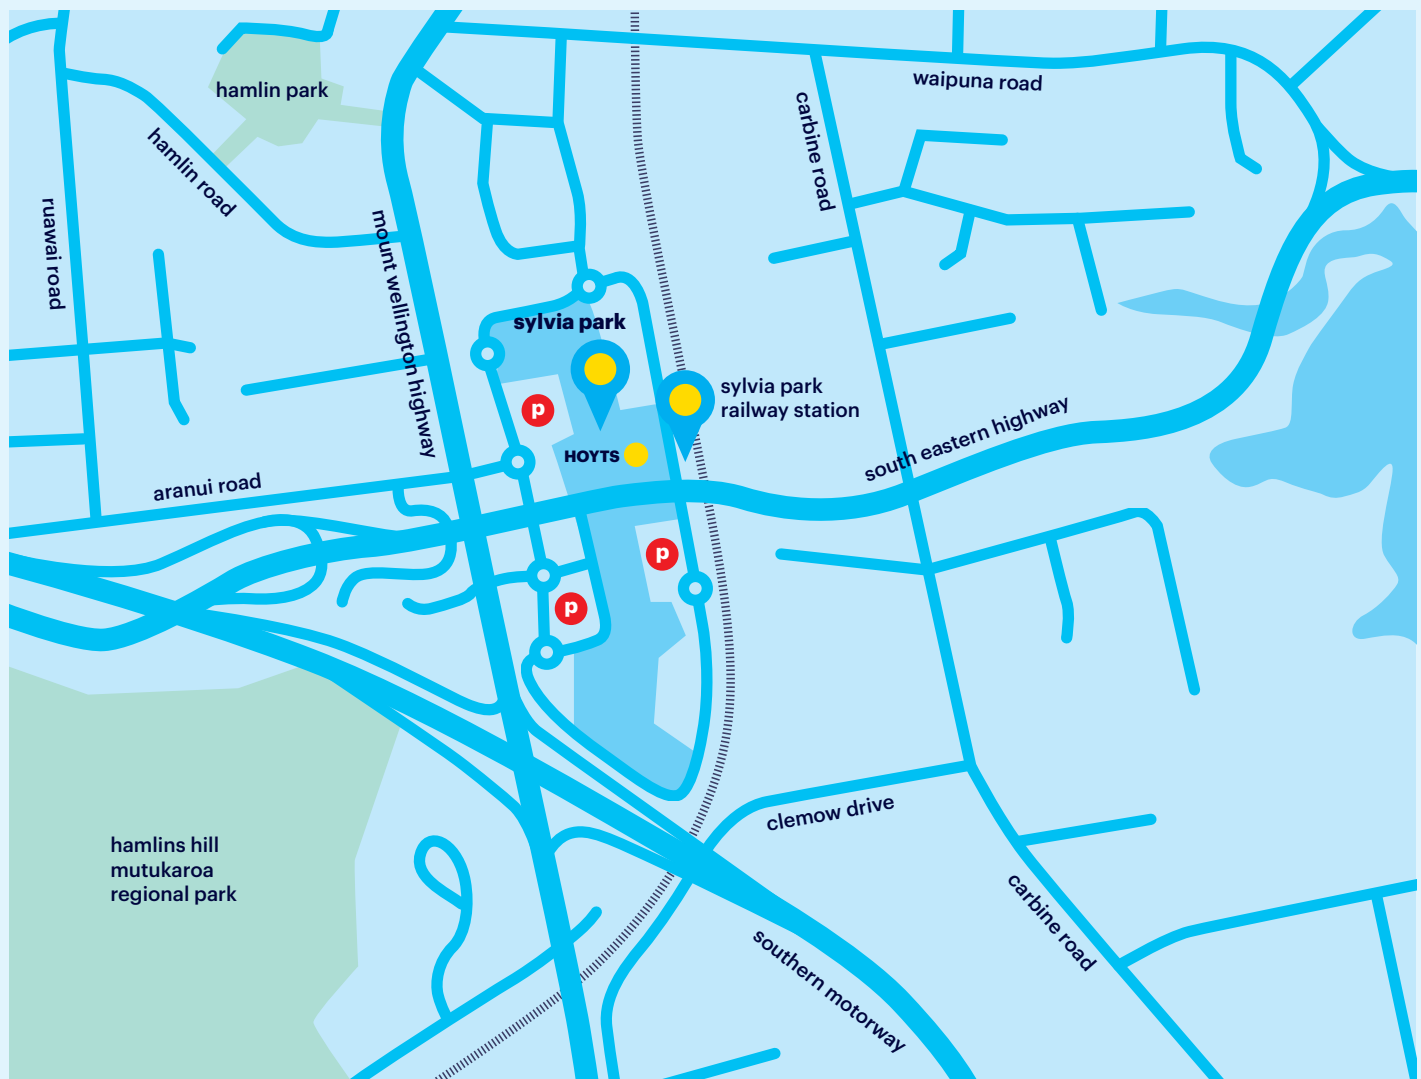 hamlin park
waipuna road
carbine road
hamlin road
ruawai road
mount wellington highway
sylvia park
p
sylvia park
railway station
south eastern highway
HOYTS
aranui road
p
p
clemow drive
hamlins hill
mutukaroa
regional park
carbine road
southern motorway